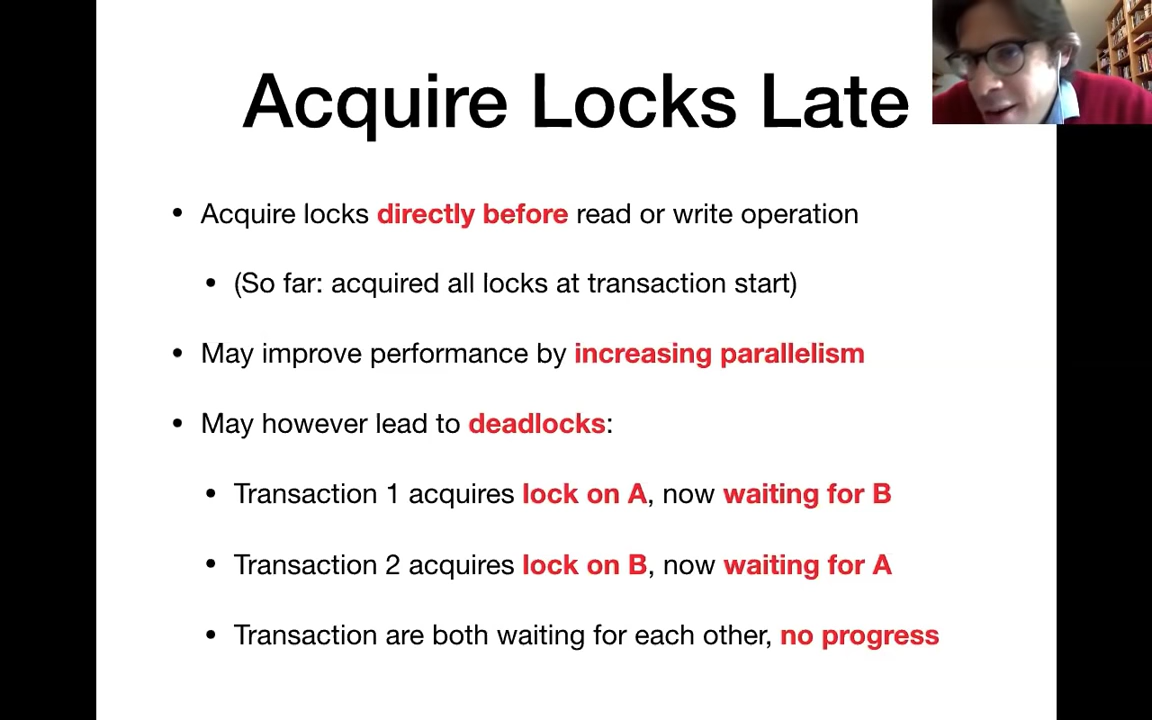 Acquire Locks Late
• Acquire locks directly before read or write operation
• (So far: acquired all locks at transaction start)
• May improve performance by increasing parallelism
• May however lead to deadlocks:
• Transaction 1 acquires lock on A, now waiting for B
• Transaction 2 acquires lock on B, now waiting for A
• Transaction are both waiting for each other, no progress